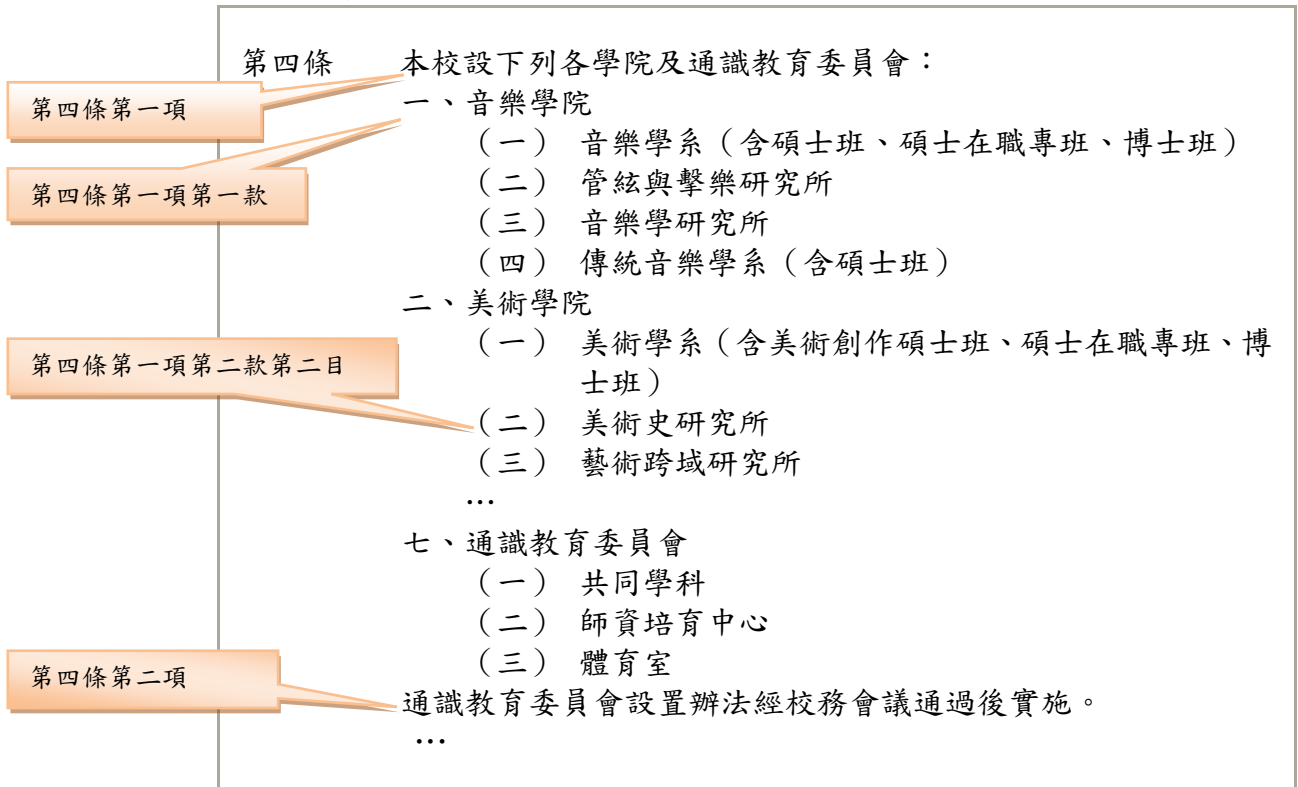 第四條 本校設下列各學院及通識教育委員會：
第四條第一項
一、音樂學院
（一） 音樂學系（含碩士班、碩士在職專班、博士班）
第四條第一項第一款
（二） 管絃與擊樂研究所
（三） 音樂學研究所
（四） 傳統音樂學系（含碩士班）
二、美術學院
（一） 美術學系（含美術創作碩士班、碩士在職專班、博
士班）
第四條第一項第二款第二目
（二） 美術史研究所
（三） 藝術跨域研究所
…
七、通識教育委員會
（一） 共同學科
（二） 師資培育中心
（三） 體育室
第四條第二項
通識教育委員會設置辦法經校務會議通過後實施。
…